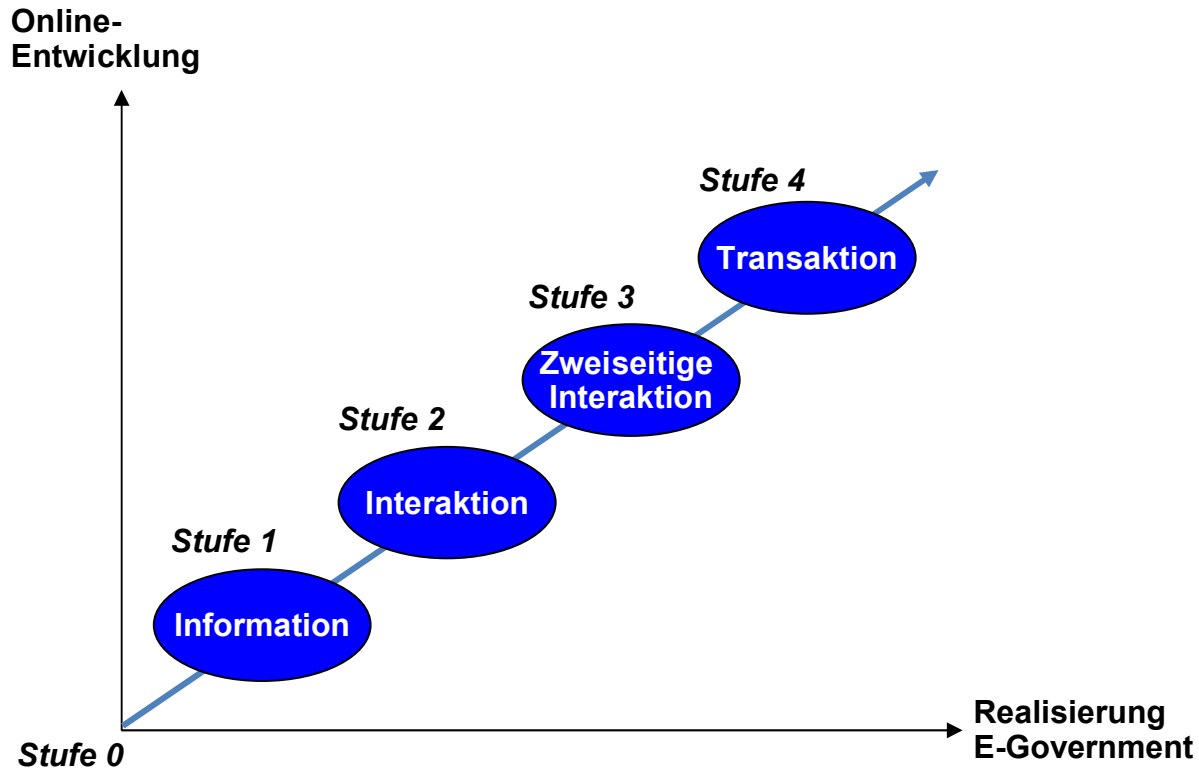 Online-
Entwicklung
Stufe 4
Transaktion
Stufe 3
Zweiseitige
Interaktion
Stufe 2
Interaktion
Stufe 1
Information
Realisierung
E-Government
Stufe 0